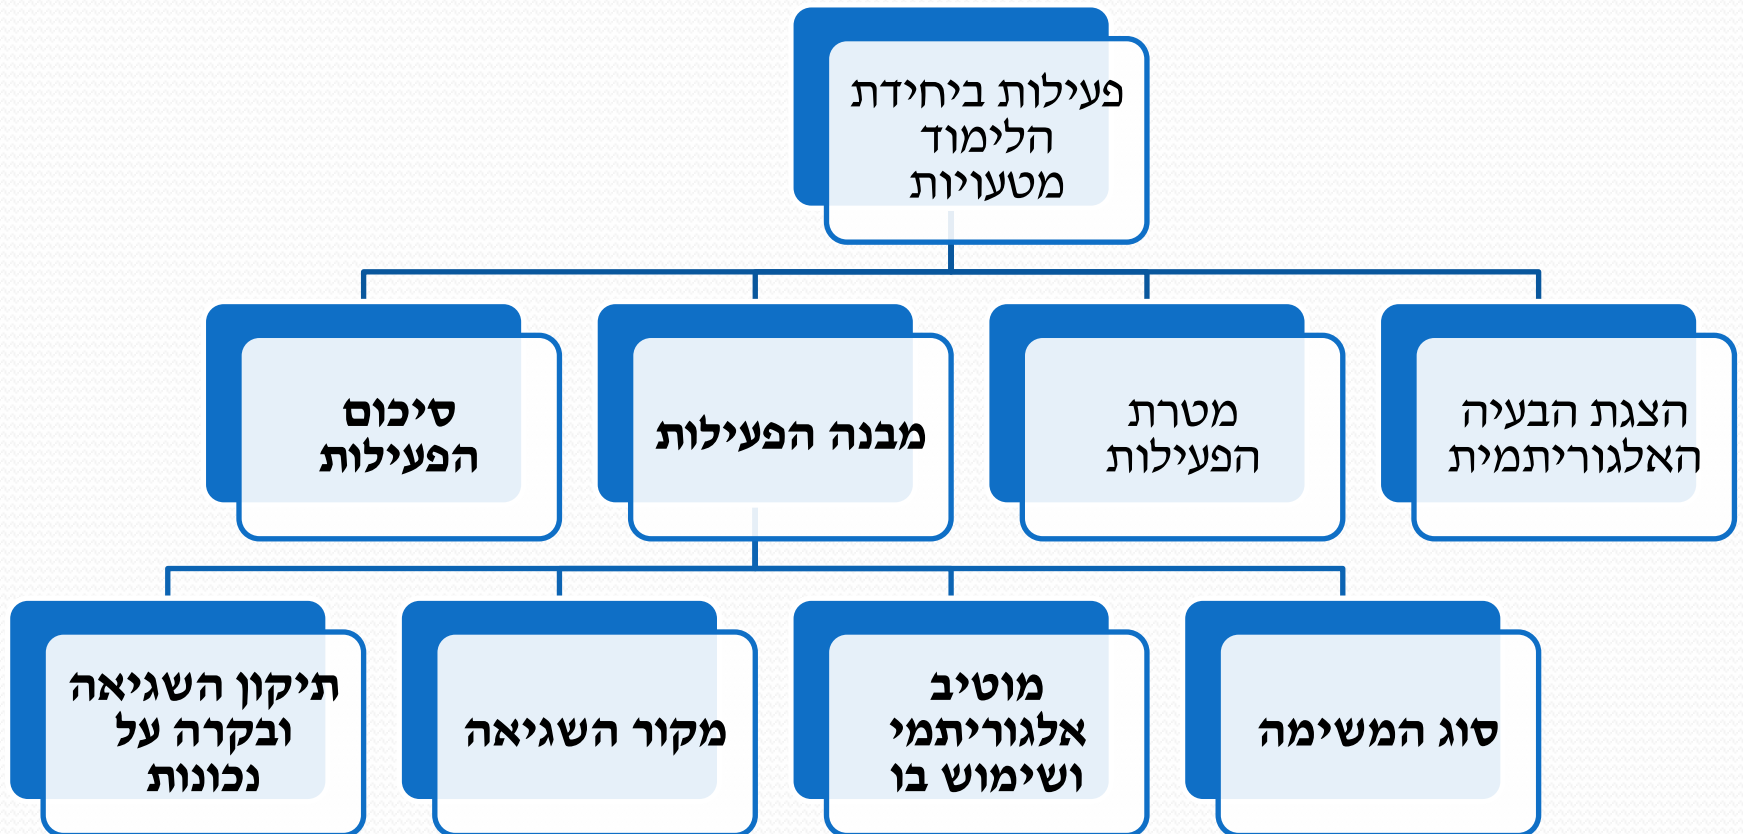 פעילות ביחידת
הלימוד
מטעויות
הצגת הבעיה
האלגוריתמית
מטרת
הפעילות
מבנה הפעילות
סיכום
הפעילות
סוג המשימה
מוטיב
אלגוריתמי
ושימוש בו
מקור השגיאה
תיקון השגיאה
ובקרה על
נכונות